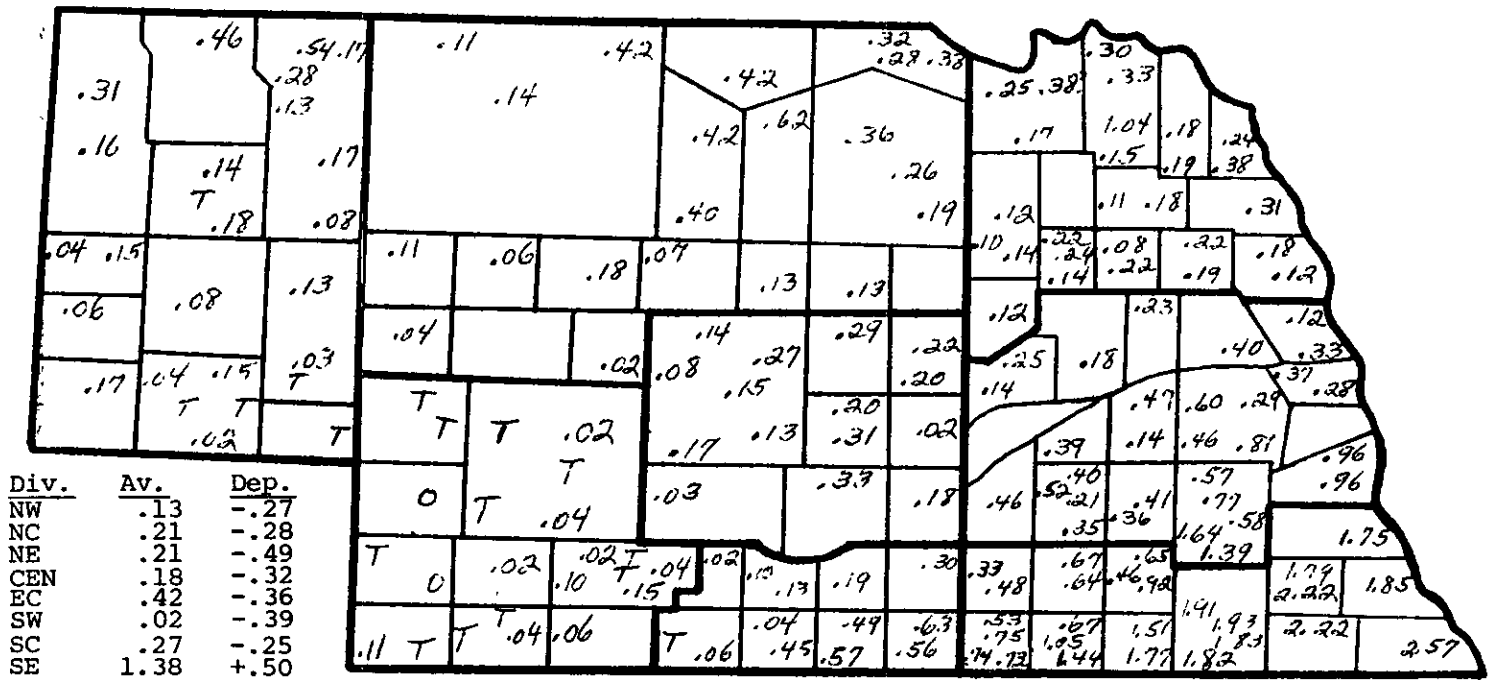 .46 .54 .17 .11 .42 .32 .30
.28 .42 .28 .38 .33
.31 .13 .14 .62 .25 .38
.42 .36 .17 1.04 .18 .24
.16 .14 .17 .26 .15 .19 .38
T .18 .08 .40 .19 .12 .11 .18 .31
.04 .15 .11 .06 .18 .07 .10 .14 .22 .24 .08 .22 .18
.06 .08 .13 .13 .13 .14 .22 .19 .12
.04 .14 .29 .12 .23 .12
.03 .02 .08 .27 .22 .25 .18 .40 .33
.17 .04 .15 T .15 .20 .14 .37 .28
T T T .20 .47 .60 .29
.02 T T T .02 .17 .13 .31 .02 .39 .14 .46 .81 .96
Div. Av. Dep.
NW .13 -.27
NC .21 -.28
NE .21 -.49
CEN .18 -.32
EC .42 -.36
SW .02 -.39
SC .27 -.25
SE 1.38 +.50
T .33 .40 .57 .96
0 .03 .18 .46 .52 .21 .41 .77
T .04 .35 .36 .58
1.64 1.39 1.75
T .02 .02 T .04 .02 .30 .33 .67 .65
0 .10 T .15 .13 .19 .48 .64 .46 .92 1.79 2.22 1.85
T .04 .49 .63 .53 .67 1.51 1.91 1.93 2.22
.11 T T .04 .06 T .06 .45 .57 .56 .75 1.05 .83
.74 .73 1.44 1.77 1.82 2.57